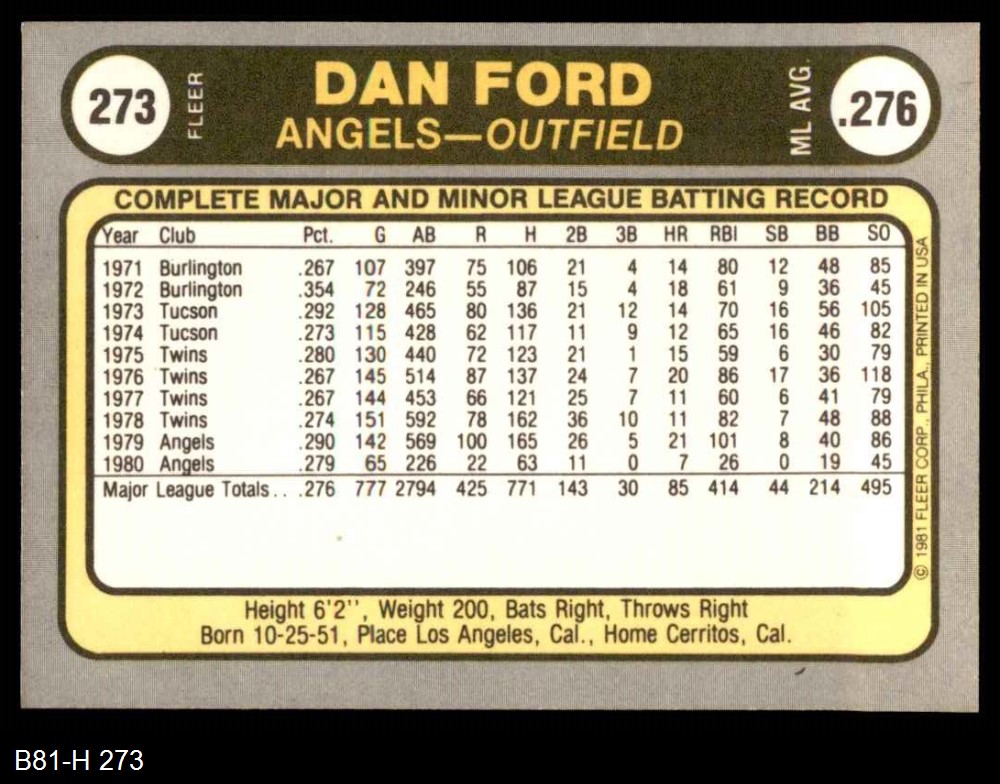 273 FLEER DAN FORD ML AVG. .276
ANGELS—OUTFIELD
COMPLETE MAJOR AND MINOR LEAGUE BATTING RECORD
Year Club Pct. G AB R H 2B 3B HR RBI SB BB SO
1971 Burlington .267 107 397 75 106 21 4 14 80 12 48 85
1972 Burlington .354 72 246 55 87 15 4 18 61 9 36 45
1973 Tucson .292 128 465 80 136 21 12 14 70 16 56 105
1974 Tucson .273 115 428 62 117 11 9 12 65 16 46 82
1975 Twins .280 130 440 72 123 21 1 15 59 6 30 79
1976 Twins .267 145 514 87 137 24 7 20 86 17 36 118
1977 Twins .267 144 453 66 121 25 7 11 60 6 41 79
1978 Twins .274 151 592 78 162 36 10 11 82 7 48 88
1979 Angels .290 142 569 100 165 26 5 21 101 8 40 86
1980 Angels .279 65 226 22 63 11 0 7 26 0 19 45
Major League Totals... .276 777 2794 425 771 143 30 85 414 44 214 495
© 1981 FLEER CORP., PHILA., PRINTED IN USA
Height 6'2'', Weight 200, Bats Right, Throws Right
Born 10-25-51, Place Los Angeles, Cal., Home Cerritos, Cal.
B81-H 273